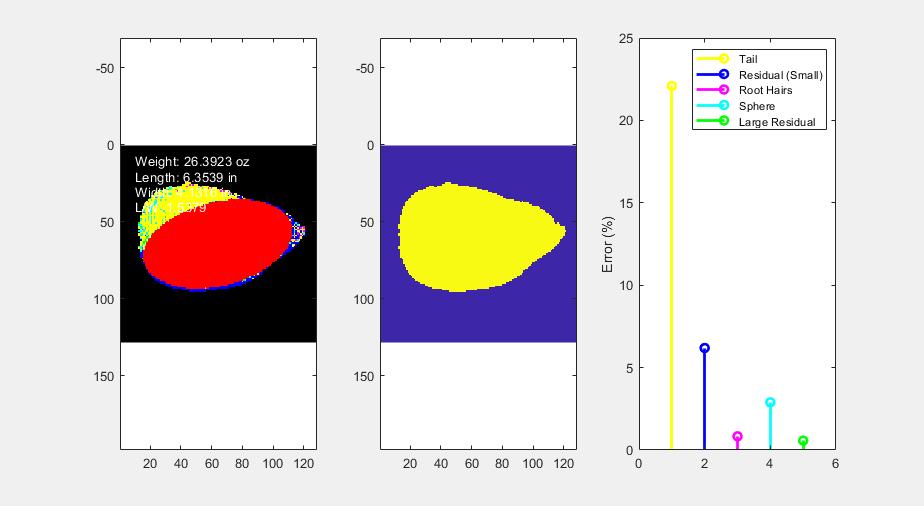 Weight: 26.3923 oz
Length: 6.3539 in
-50
0
50
100
150
20 40 60 80 100 120
-50
0
50
100
150
20 40 60 80 100 120
Error (%)
25
20
15
10
5
0
0 2 4 6
Tail
Residual (Small)
Root Hairs
Sphere
Large Residual